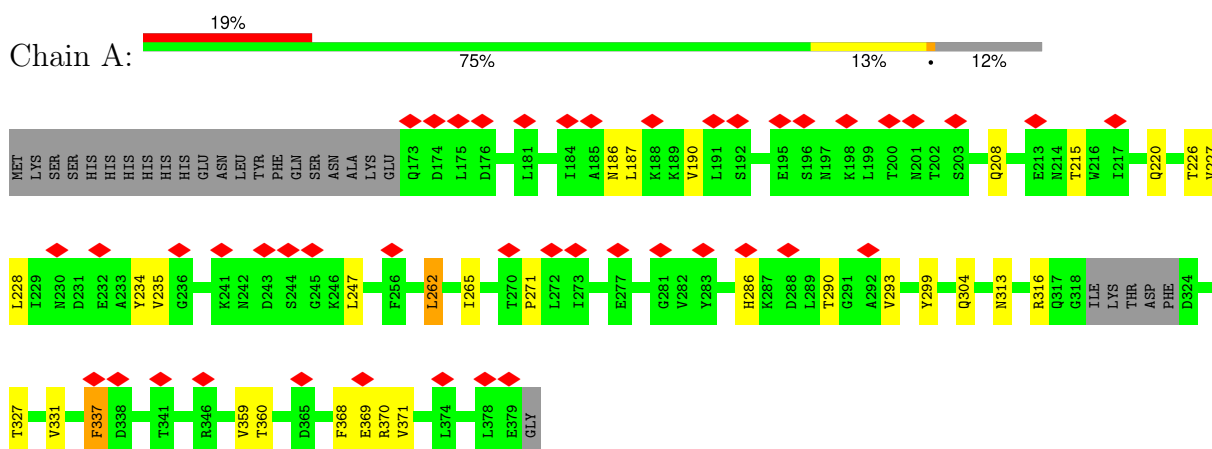 19%
Chain A:
75% 13% • 12%
MET LYS SER SER HIS HIS HIS HIS HIS HIS GLU ASN LEU TYR PHE GLN SER ASN ALA LYS GLU Q173 D174 L175 D176 L181 I184 A185 N186 L187 K188 K189 V190 L191 S192 E195 S196 N197 K198 L199 T200 N201 T202 S203 Q208 E213 N214 T215 W216 I217 Q220 T226 V227
L228 I229 N230 D231 E232 A233 Y234 V235 G236 K241 N242 D243 S244 G245 K246 L247 F256 L262 I265 T270 P271 L272 I273 E277 G281 V282 Y283 H286 K287 D288 L289 T290 G291 A292 V293 Y299 Q304 N313 R316 Q317 G318 ILE LYS THR ASP PHE D324
T327 V331 F337 D338 T341 R346 V359 T360 D365 F368 E369 R370 V371 L374 L378 E379 GLY